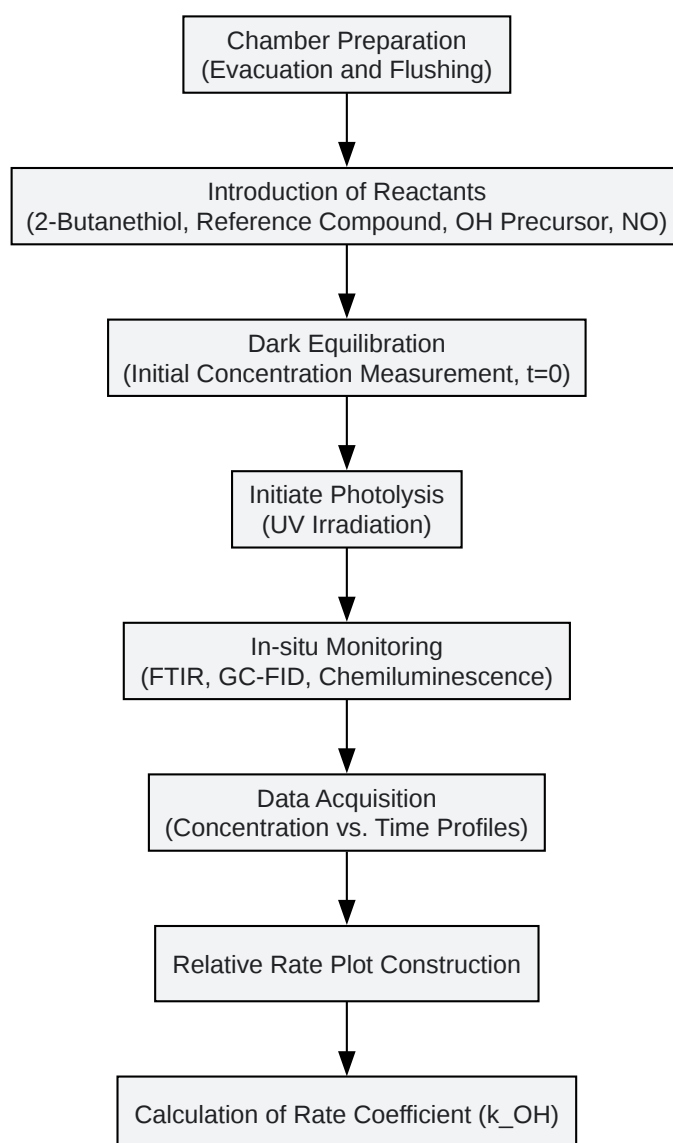 Chamber Preparation
(Evacuation and Flushing)
Introduction of Reactants
(2-Butanethiol, Reference Compound, OH Precursor, NO)
Dark Equilibration
(Initial Concentration Measurement, t=0)
Initiate Photolysis
(UV Irradiation)
In-situ Monitoring
(FTIR, GC-FID, Chemiluminescence)
Data Acquisition
(Concentration vs. Time Profiles)
Relative Rate Plot Construction
Calculation of Rate Coefficient (k_OH)